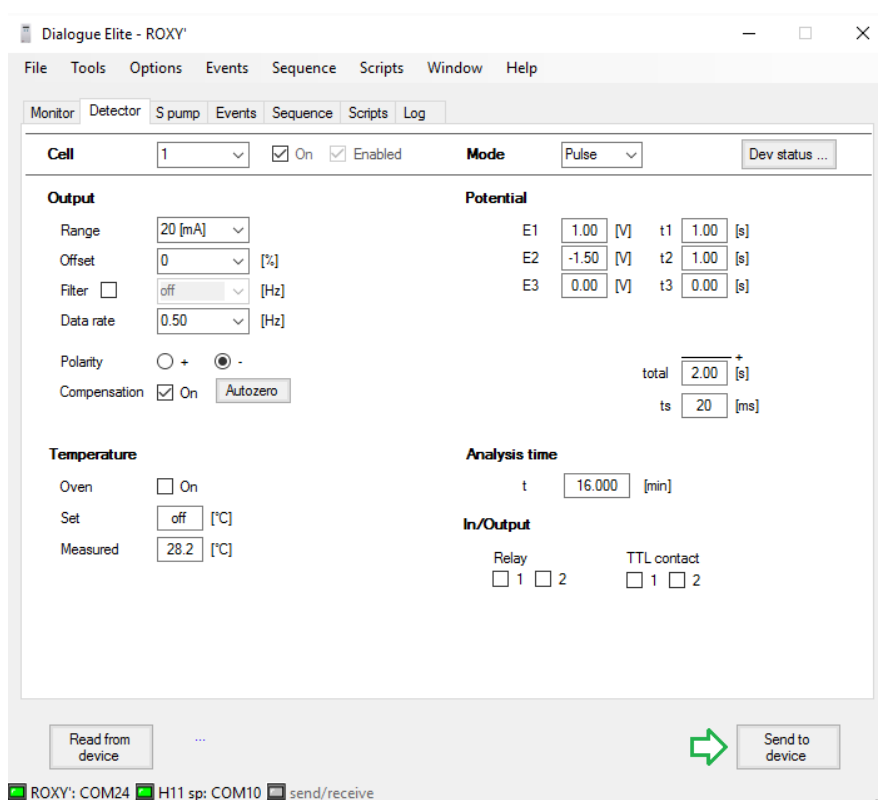 Dialogue Elite - ROXY'
File Tools Options Events Sequence Scripts Window Help
Monitor Detector S pump Events Sequence Scripts Log
Cell 1 On Enabled Mode Pulse Dev status ...
Output Potential
Range 20 [mA] E1 1.00 [V] t1 1.00 [s]
Offset 0 [%] E2 -1.50 [V] t2 1.00 [s]
Filter off [Hz] E3 0.00 [V] t3 0.00 [s]
Data rate 0.50 [Hz]
Polarity + - +
Compensation On Autozero total 2.00 [s]
ts 20 [ms]
Temperature Analysis time
Oven On t 16.000 [min]
Set off [°C] In/Output
Measured 28.2 [°C] Relay TTL contact
1 2 1 2
Read from device ... Send to device
ROXY': COM24 H11 sp: COM10 send/receive